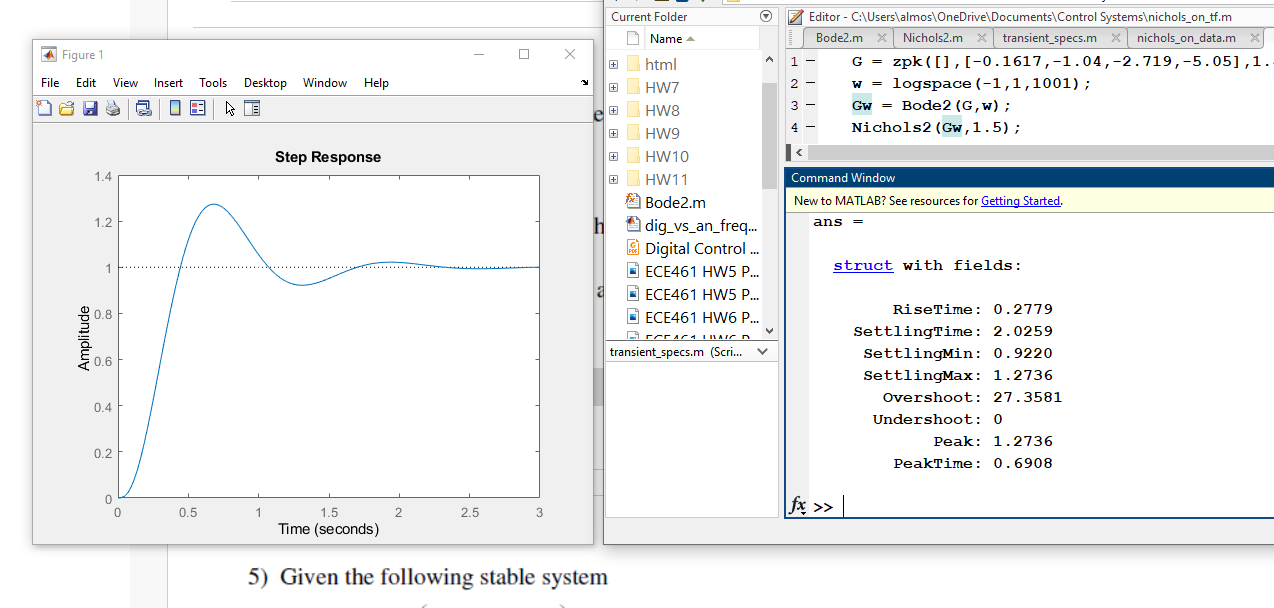 Figure 1
File Edit View Insert Tools Desktop Window Help
Step Response
1.4
1.2
1
0.8
0.6
0.4
0.2
0
Amplitude
0 0.5 1 1.5 2 2.5 3
Time (seconds)
Current Folder
Name
html
HW7
HW8
HW9
HW10
HW11
Bode2.m
dig_vs_an_freq...
Digital Control ...
ECE461 HW5 P...
ECE461 HW5 P...
ECE461 HW6 P...
ECE461 HW6 P...
transient_specs.m (Scri...
Editor - C:\Users\almos\OneDrive\Documents\Control Systems\nichols_on_tf.m
Bode2.m Nichols2.m transient_specs.m nichols_on_data.m
1 - G = zpk([],[-0.1617,-1.04,-2.719,-5.05],1.
2 - w = logspace(-1,1,1001);
3 - Gw = Bode2(G,w);
4 - Nichols2(Gw,1.5);
Command Window
New to MATLAB? See resources for Getting Started.
ans =
struct with fields:
RiseTime: 0.2779
SettlingTime: 2.0259
SettlingMin: 0.9220
SettlingMax: 1.2736
Overshoot: 27.3581
Undershoot: 0
Peak: 1.2736
PeakTime: 0.6908
fx >>
5) Given the following stable system